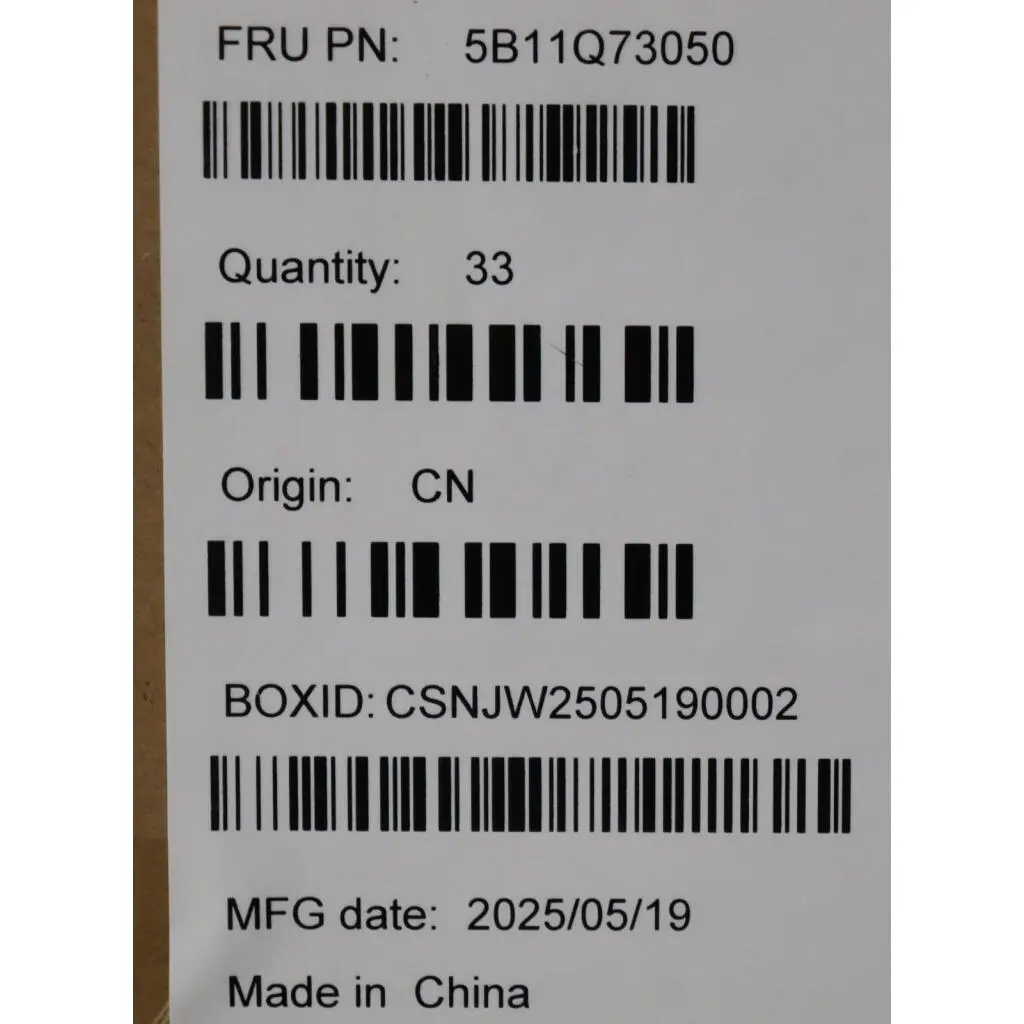 FRU PN: 5B11Q73050
Quantity: 33
Origin: CN
BOXID: CSNJW2505190002
MFG date: 2025/05/19
Made in China